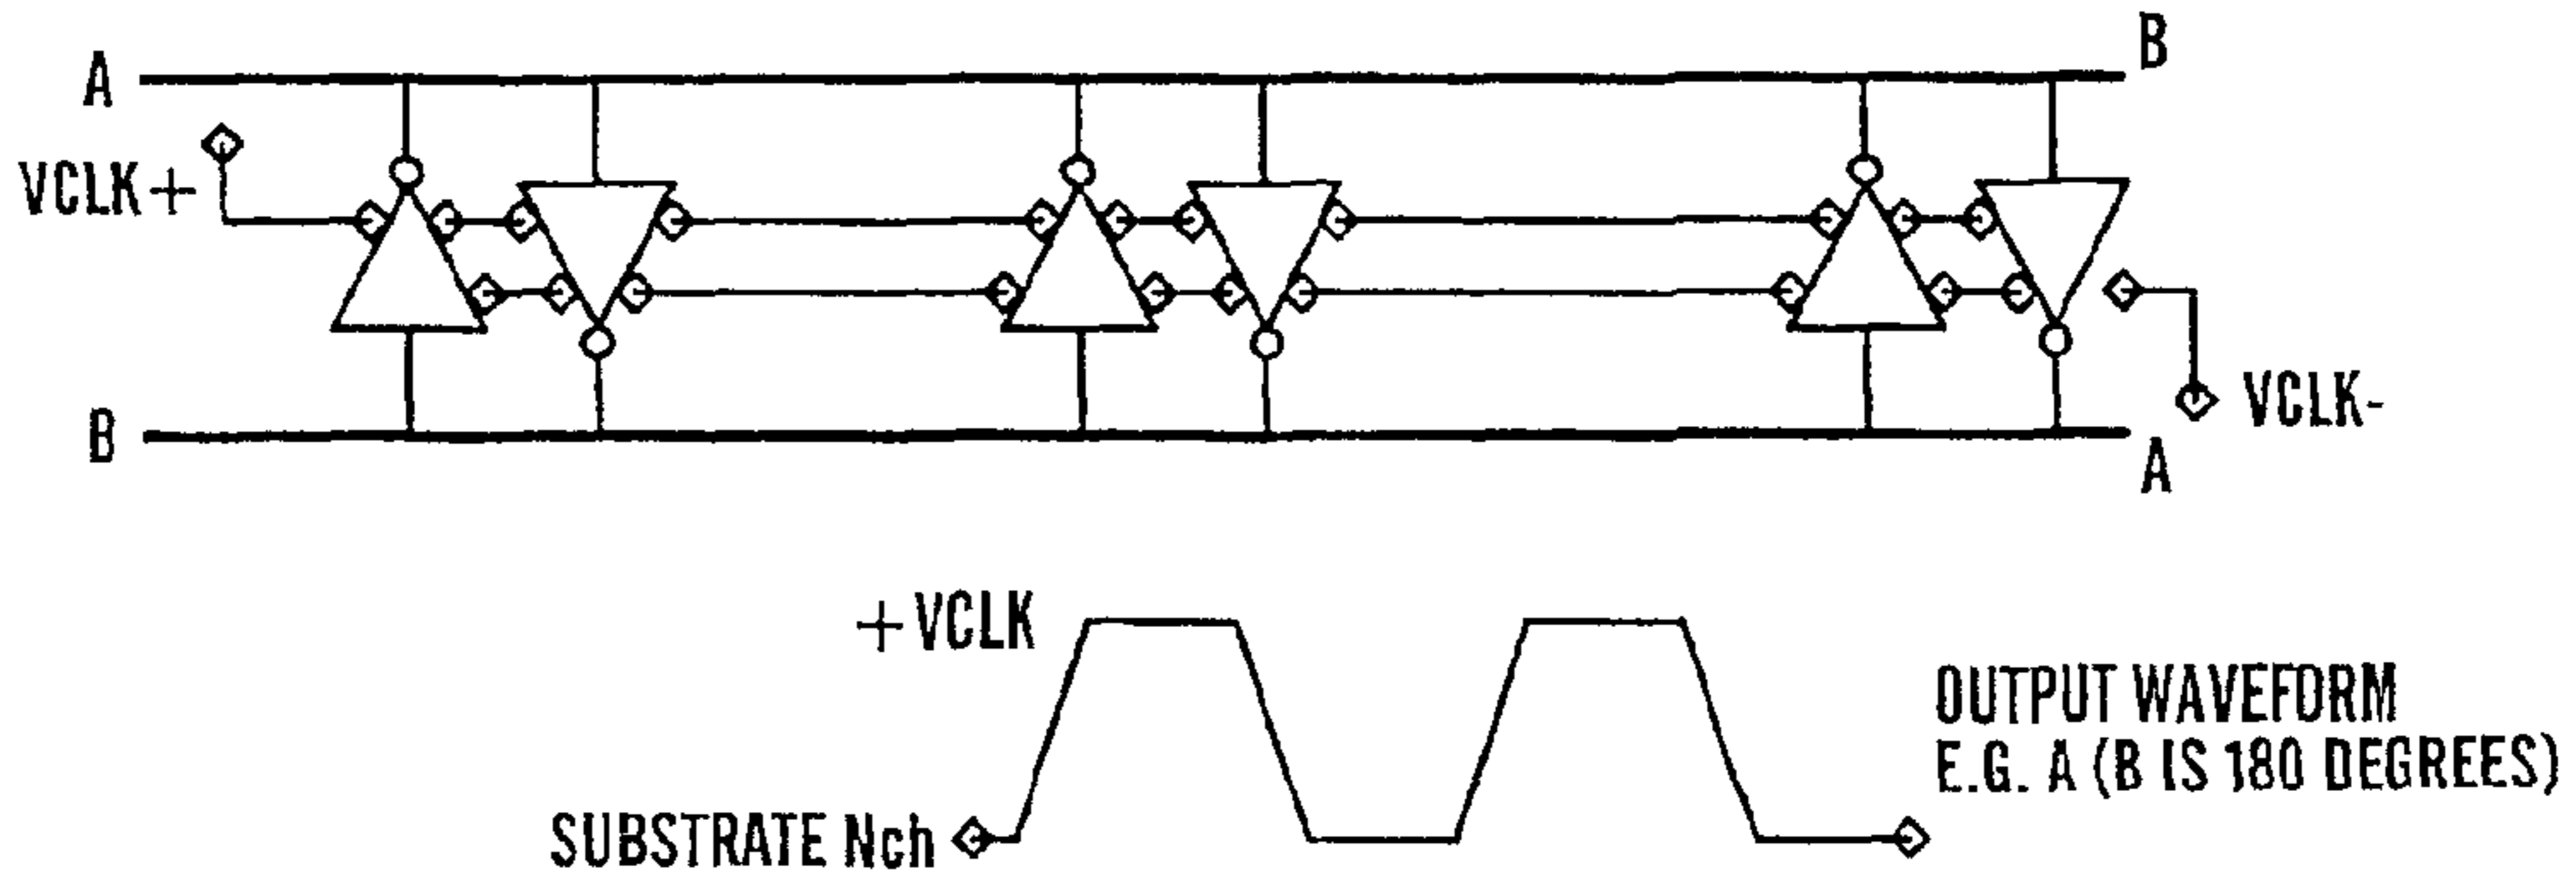 A
B
VCLK+
B
VCLK-
A
+VCLK
OUTPUT WAVEFORM
E.G. A (B IS 180 DEGREES)
SUBSTRATE Nch